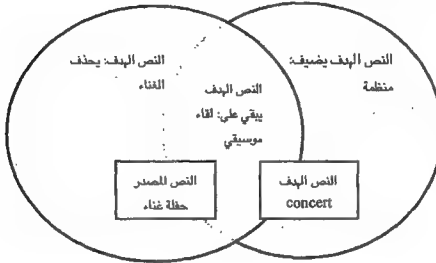 النص الهدف يضيف:
منظمة
النص الهدف: يحذف
الغناء
النص الهدف
يبقي على: لقاء
موسيقي
النص المصدر
حفلة غناء
النص الهدف
concert